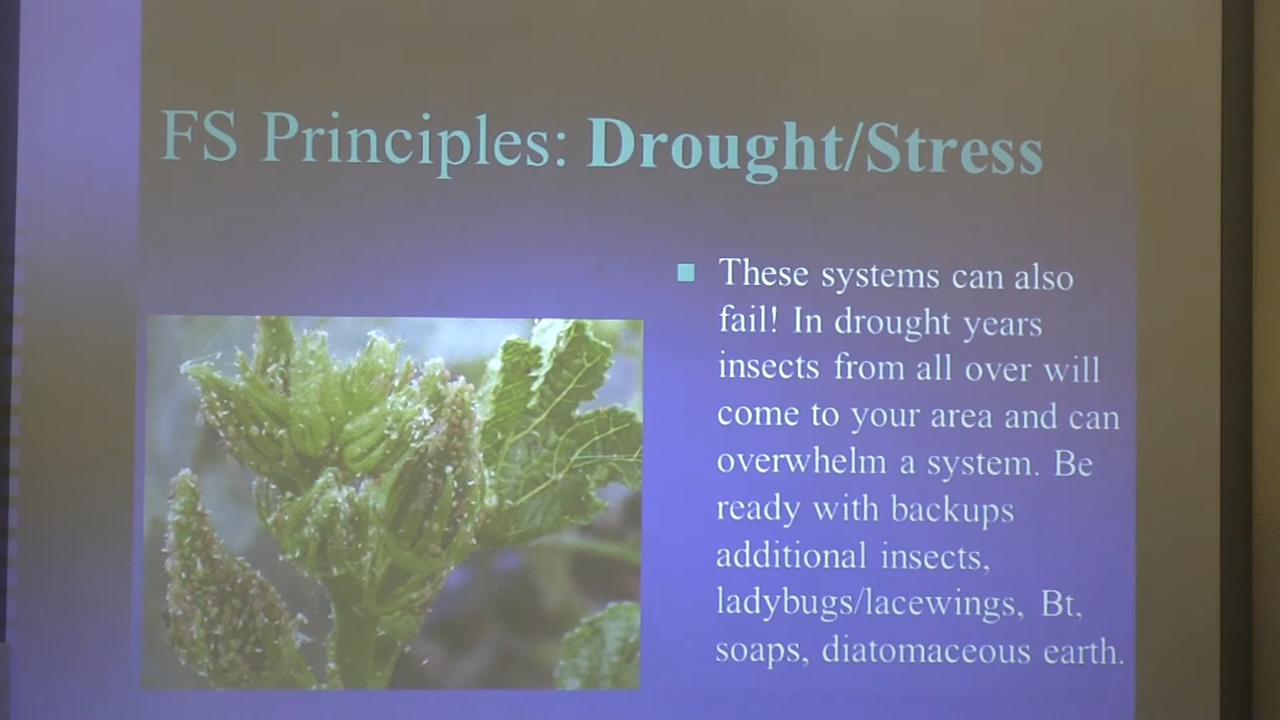 FS Principles: Drought/Stress
These systems can also
fail! In drought years
insects from all over will
come to your area and can
overwhelm a system. Be
ready with backups
additional insects,
ladybugs/lacewings, Bt,
soaps, diatomaceous earth.